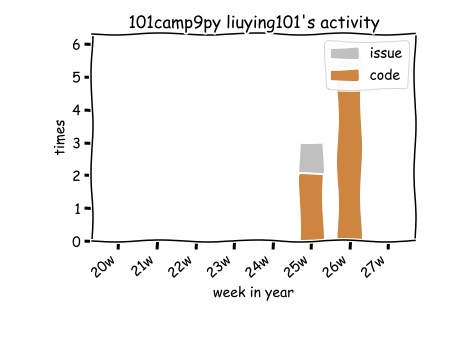 101camp9py liuying101's activity
issue
code
6
5
4
3
2
1
0
times
20w 21w 22w 23w 24w 25w 26w 27w
week in year